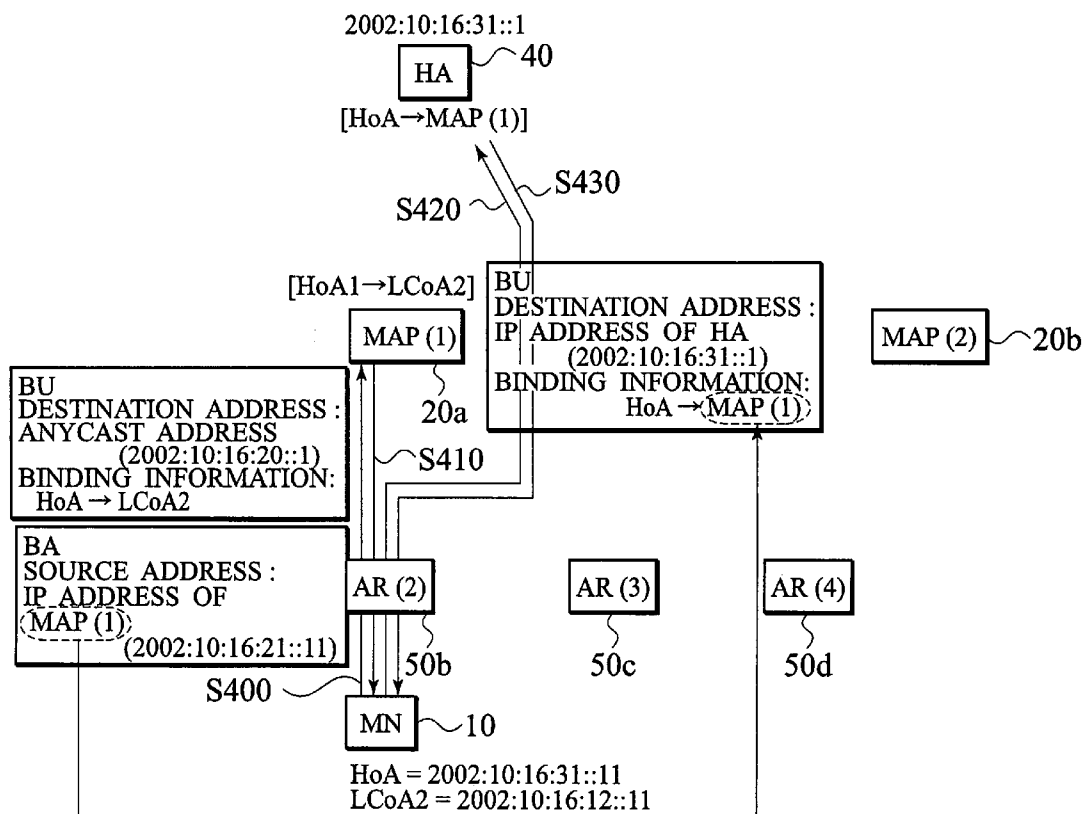 2002:10:16:31::1
HA
40
[HoA→MAP (1)]
S430
S420
[HoA1→LCoA2]
MAP (1)
20a
BU
DESTINATION ADDRESS :
IP ADDRESS OF HA
(2002:10:16:31::1)
BINDING INFORMATION:
HoA→MAP (1)
MAP (2)
20b
BU
DESTINATION ADDRESS :
ANYCAST ADDRESS
(2002:10:16:20::1)
BINDING INFORMATION:
HoA → LCoA2
S410
BA
SOURCE ADDRESS :
IP ADDRESS OF
MAP (1)
(2002:10:16:21::11)
AR (2)
50b
AR (3)
50c
AR (4)
50d
S400
MN
10
HoA = 2002:10:16:31::11
LCoA2 = 2002:10:16:12::11